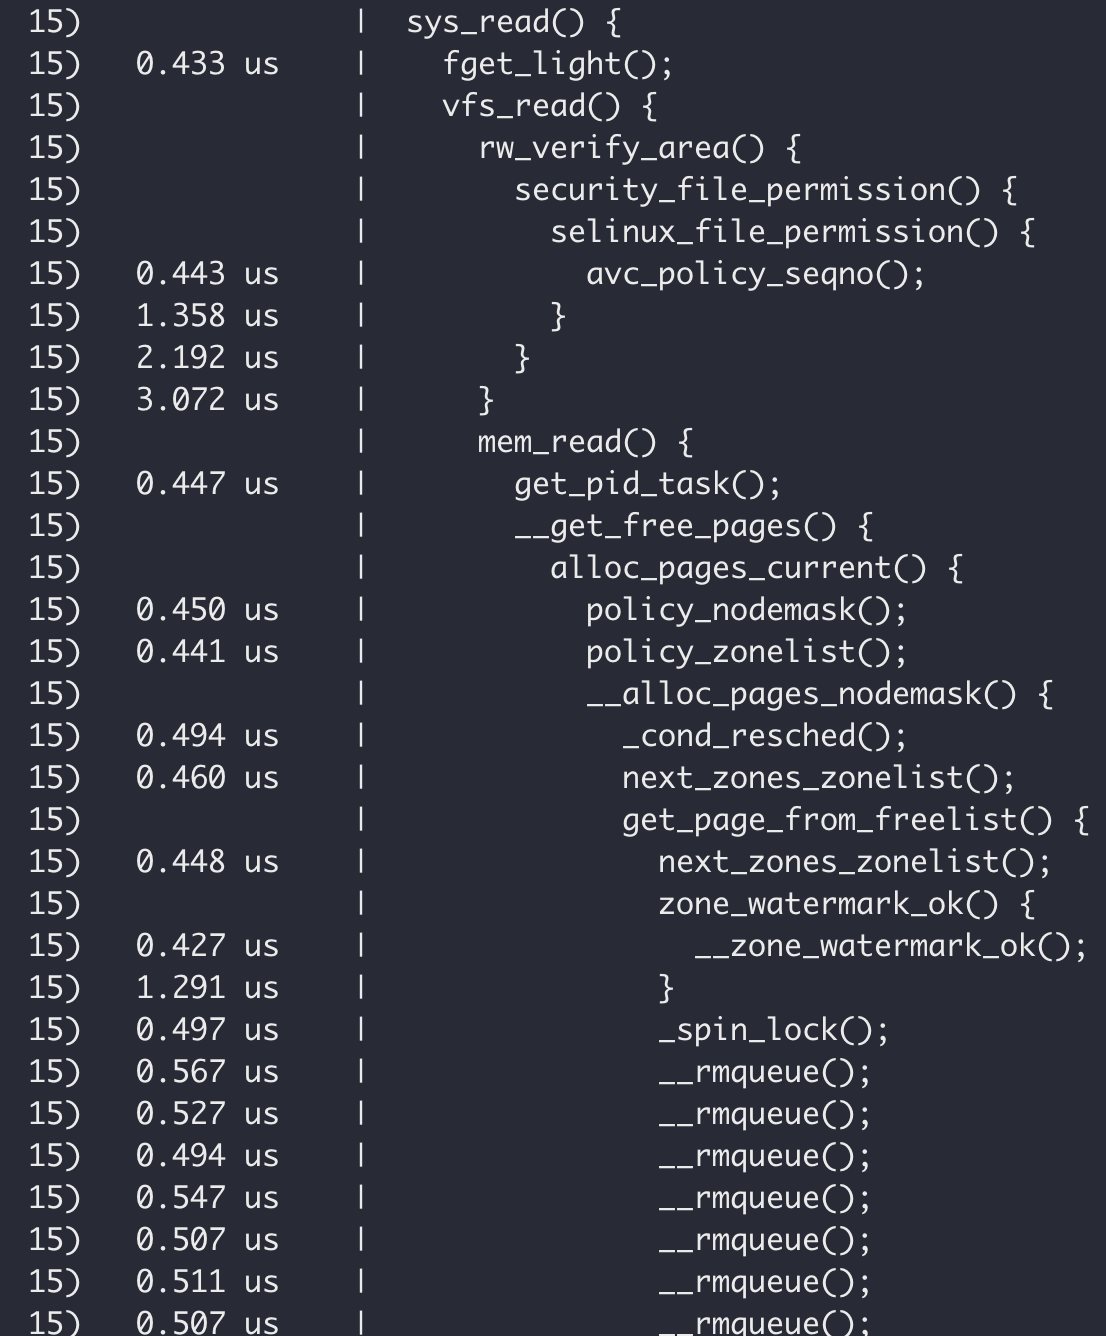 15)               |  sys_read() {
15)   0.433 us    |    fget_light();
15)               |    vfs_read() {
15)               |      rw_verify_area() {
15)               |        security_file_permission() {
15)               |          selinux_file_permission() {
15)   0.443 us    |            avc_policy_seqno();
15)   1.358 us    |          }
15)   2.192 us    |        }
15)   3.072 us    |      }
15)               |      mem_read() {
15)   0.447 us    |        get_pid_task();
15)               |        __get_free_pages() {
15)               |          alloc_pages_current() {
15)   0.450 us    |            policy_nodemask();
15)   0.441 us    |            policy_zonelist();
15)               |            __alloc_pages_nodemask() {
15)   0.494 us    |              _cond_resched();
15)   0.460 us    |              next_zones_zonelist();
15)               |              get_page_from_freelist() {
15)   0.448 us    |                next_zones_zonelist();
15)               |                zone_watermark_ok() {
15)   0.427 us    |                  __zone_watermark_ok();
15)   1.291 us    |                }
15)   0.497 us    |                _spin_lock();
15)   0.567 us    |                __rmqueue();
15)   0.527 us    |                __rmqueue();
15)   0.494 us    |                __rmqueue();
15)   0.547 us    |                __rmqueue();
15)   0.507 us    |                __rmqueue();
15)   0.511 us    |                __rmqueue();
15)   0.507 us    |                __rmqueue();